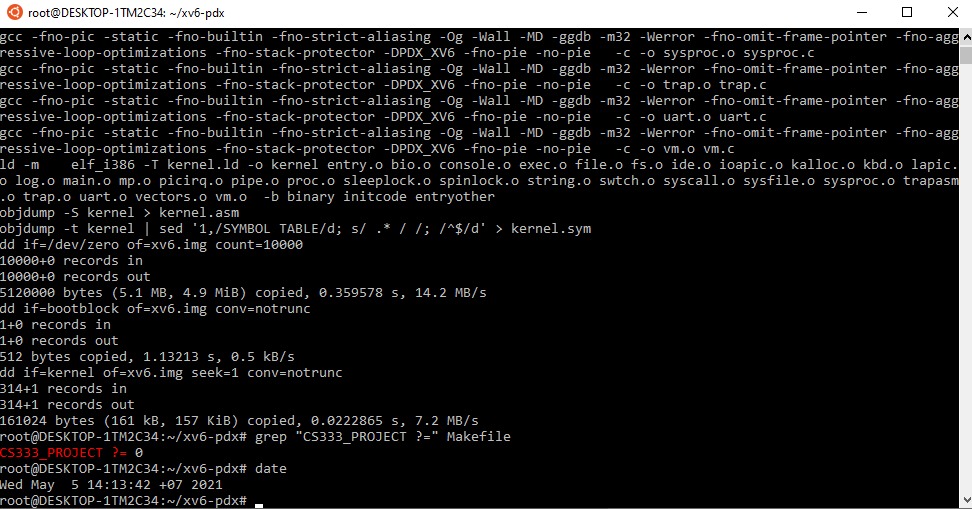 root@DESKTOP-1TM2C34: ~/xv6-pdx
gcc -fno-pic -static -fno-builtin -fno-strict-aliasing -Og -Wall -MD -ggdb -m32 -Werror -fno-omit-frame-pointer -fno-agg
ressive-loop-optimizations -fno-stack-protector -DPDX_XV6 -fno-pie -no-pie   -c -o sysproc.o sysproc.c
gcc -fno-pic -static -fno-builtin -fno-strict-aliasing -Og -Wall -MD -ggdb -m32 -Werror -fno-omit-frame-pointer -fno-agg
ressive-loop-optimizations -fno-stack-protector -DPDX_XV6 -fno-pie -no-pie   -c -o trap.o trap.c
gcc -fno-pic -static -fno-builtin -fno-strict-aliasing -Og -Wall -MD -ggdb -m32 -Werror -fno-omit-frame-pointer -fno-agg
ressive-loop-optimizations -fno-stack-protector -DPDX_XV6 -fno-pie -no-pie   -c -o uart.o uart.c
gcc -fno-pic -static -fno-builtin -fno-strict-aliasing -Og -Wall -MD -ggdb -m32 -Werror -fno-omit-frame-pointer -fno-agg
ressive-loop-optimizations -fno-stack-protector -DPDX_XV6 -fno-pie -no-pie   -c -o vm.o vm.c
ld -m    elf_i386 -T kernel.ld -o kernel entry.o bio.o console.o exec.o file.o fs.o ide.o ioapic.o kalloc.o kbd.o lapic.
o log.o main.o mp.o picirq.o pipe.o proc.o sleeplock.o spinlock.o string.o swtch.o syscall.o sysfile.o sysproc.o trapasm
.o trap.o uart.o vectors.o vm.o  -b binary initcode entryother
objdump -S kernel > kernel.asm
objdump -t kernel | sed '1,/SYMBOL TABLE/d; s/ .* / /; /^$/d' > kernel.sym
dd if=/dev/zero of=xv6.img count=10000
10000+0 records in
10000+0 records out
5120000 bytes (5.1 MB, 4.9 MiB) copied, 0.359578 s, 14.2 MB/s
dd if=bootblock of=xv6.img conv=notrunc
1+0 records in
1+0 records out
512 bytes copied, 1.13213 s, 0.5 kB/s
dd if=kernel of=xv6.img seek=1 conv=notrunc
314+1 records in
314+1 records out
161024 bytes (161 kB, 157 KiB) copied, 0.0222865 s, 7.2 MB/s
root@DESKTOP-1TM2C34:~/xv6-pdx# grep "CS333_PROJECT ?=" Makefile
CS333_PROJECT ?= 0
root@DESKTOP-1TM2C34:~/xv6-pdx# date
Wed May  5 14:13:42 +07 2021
root@DESKTOP-1TM2C34:~/xv6-pdx#